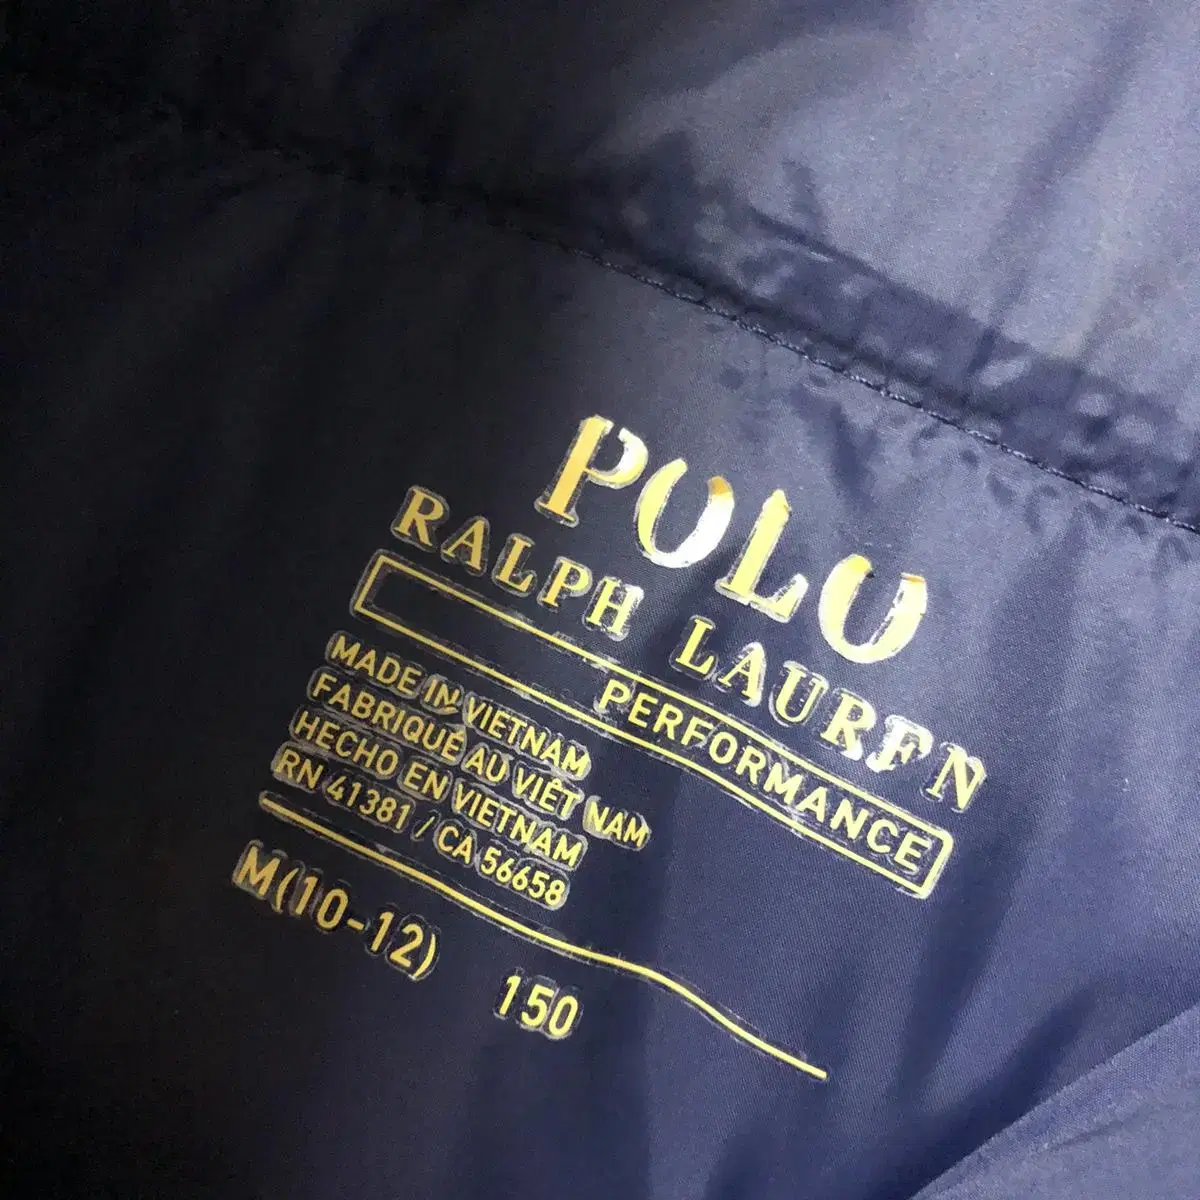 POLO
RALPH LAUREN
PERFORMANCE
MADE IN VIETNAM
FABRIQUÉ AU VIÊT NAM
HECHO EN VIETNAM
RN 41381 / CA 56658
M(10-12) 150